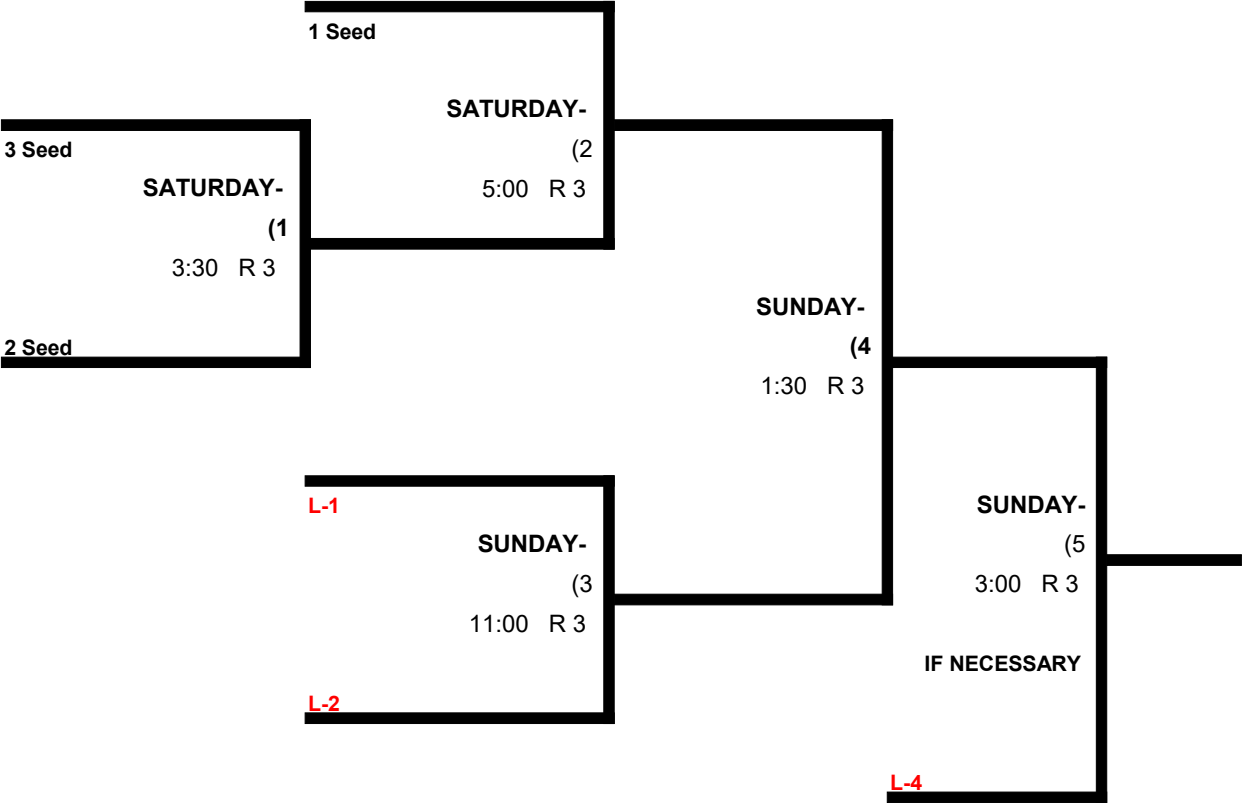 1 Seed
SATURDAY-
(2
5:00 R 3
3 Seed
SATURDAY-
(1
3:30 R 3
2 Seed
SUNDAY-
(4
1:30 R 3
L-1
SUNDAY-
(3
11:00 R 3
L-2
SUNDAY-
(5
3:00 R 3
IF NECESSARY
L-4